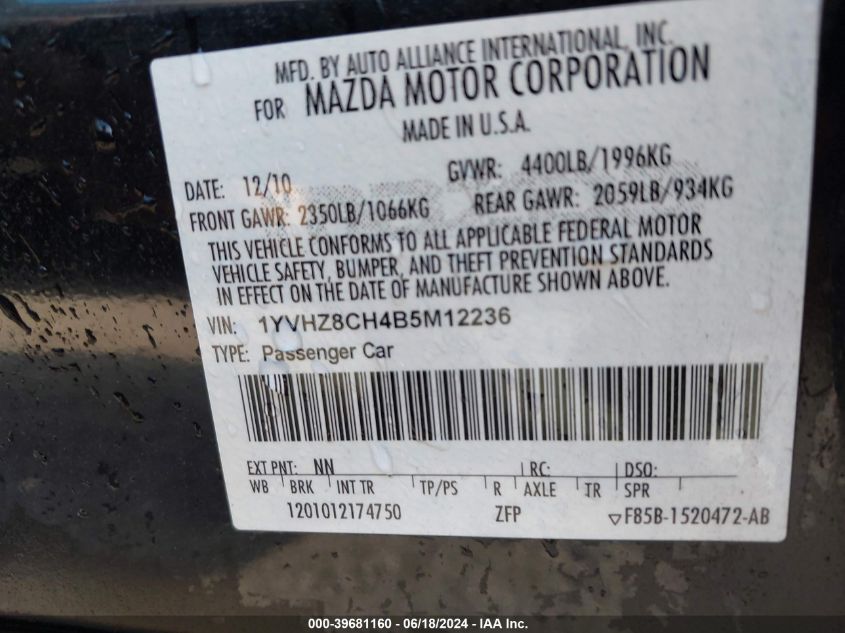 MFD. BY AUTO ALLIANCE INTERNATIONAL, INC.
FOR MAZDA MOTOR CORPORATION
MADE IN U.S.A.
DATE: 12/10 GVWR: 4400LB/1996KG
FRONT GAWR: 2350LB/1066KG REAR GAWR: 2059LB/934KG
THIS VEHICLE CONFORMS TO ALL APPLICABLE FEDERAL MOTOR
VEHICLE SAFETY, BUMPER, AND THEFT PREVENTION STANDARDS
IN EFFECT ON THE DATE OF MANUFACTURE SHOWN ABOVE.
VIN: 1YVHZ8CH4B5M12236
TYPE: Passenger Car
EXT PNT: NN RC: DSO:
WB BRK INT TR TP/PS R AXLE TR SPR
1201012174750 ZFP ▽F85B-1520472-AB
000-39681160 - 06/18/2024 - IAA Inc.